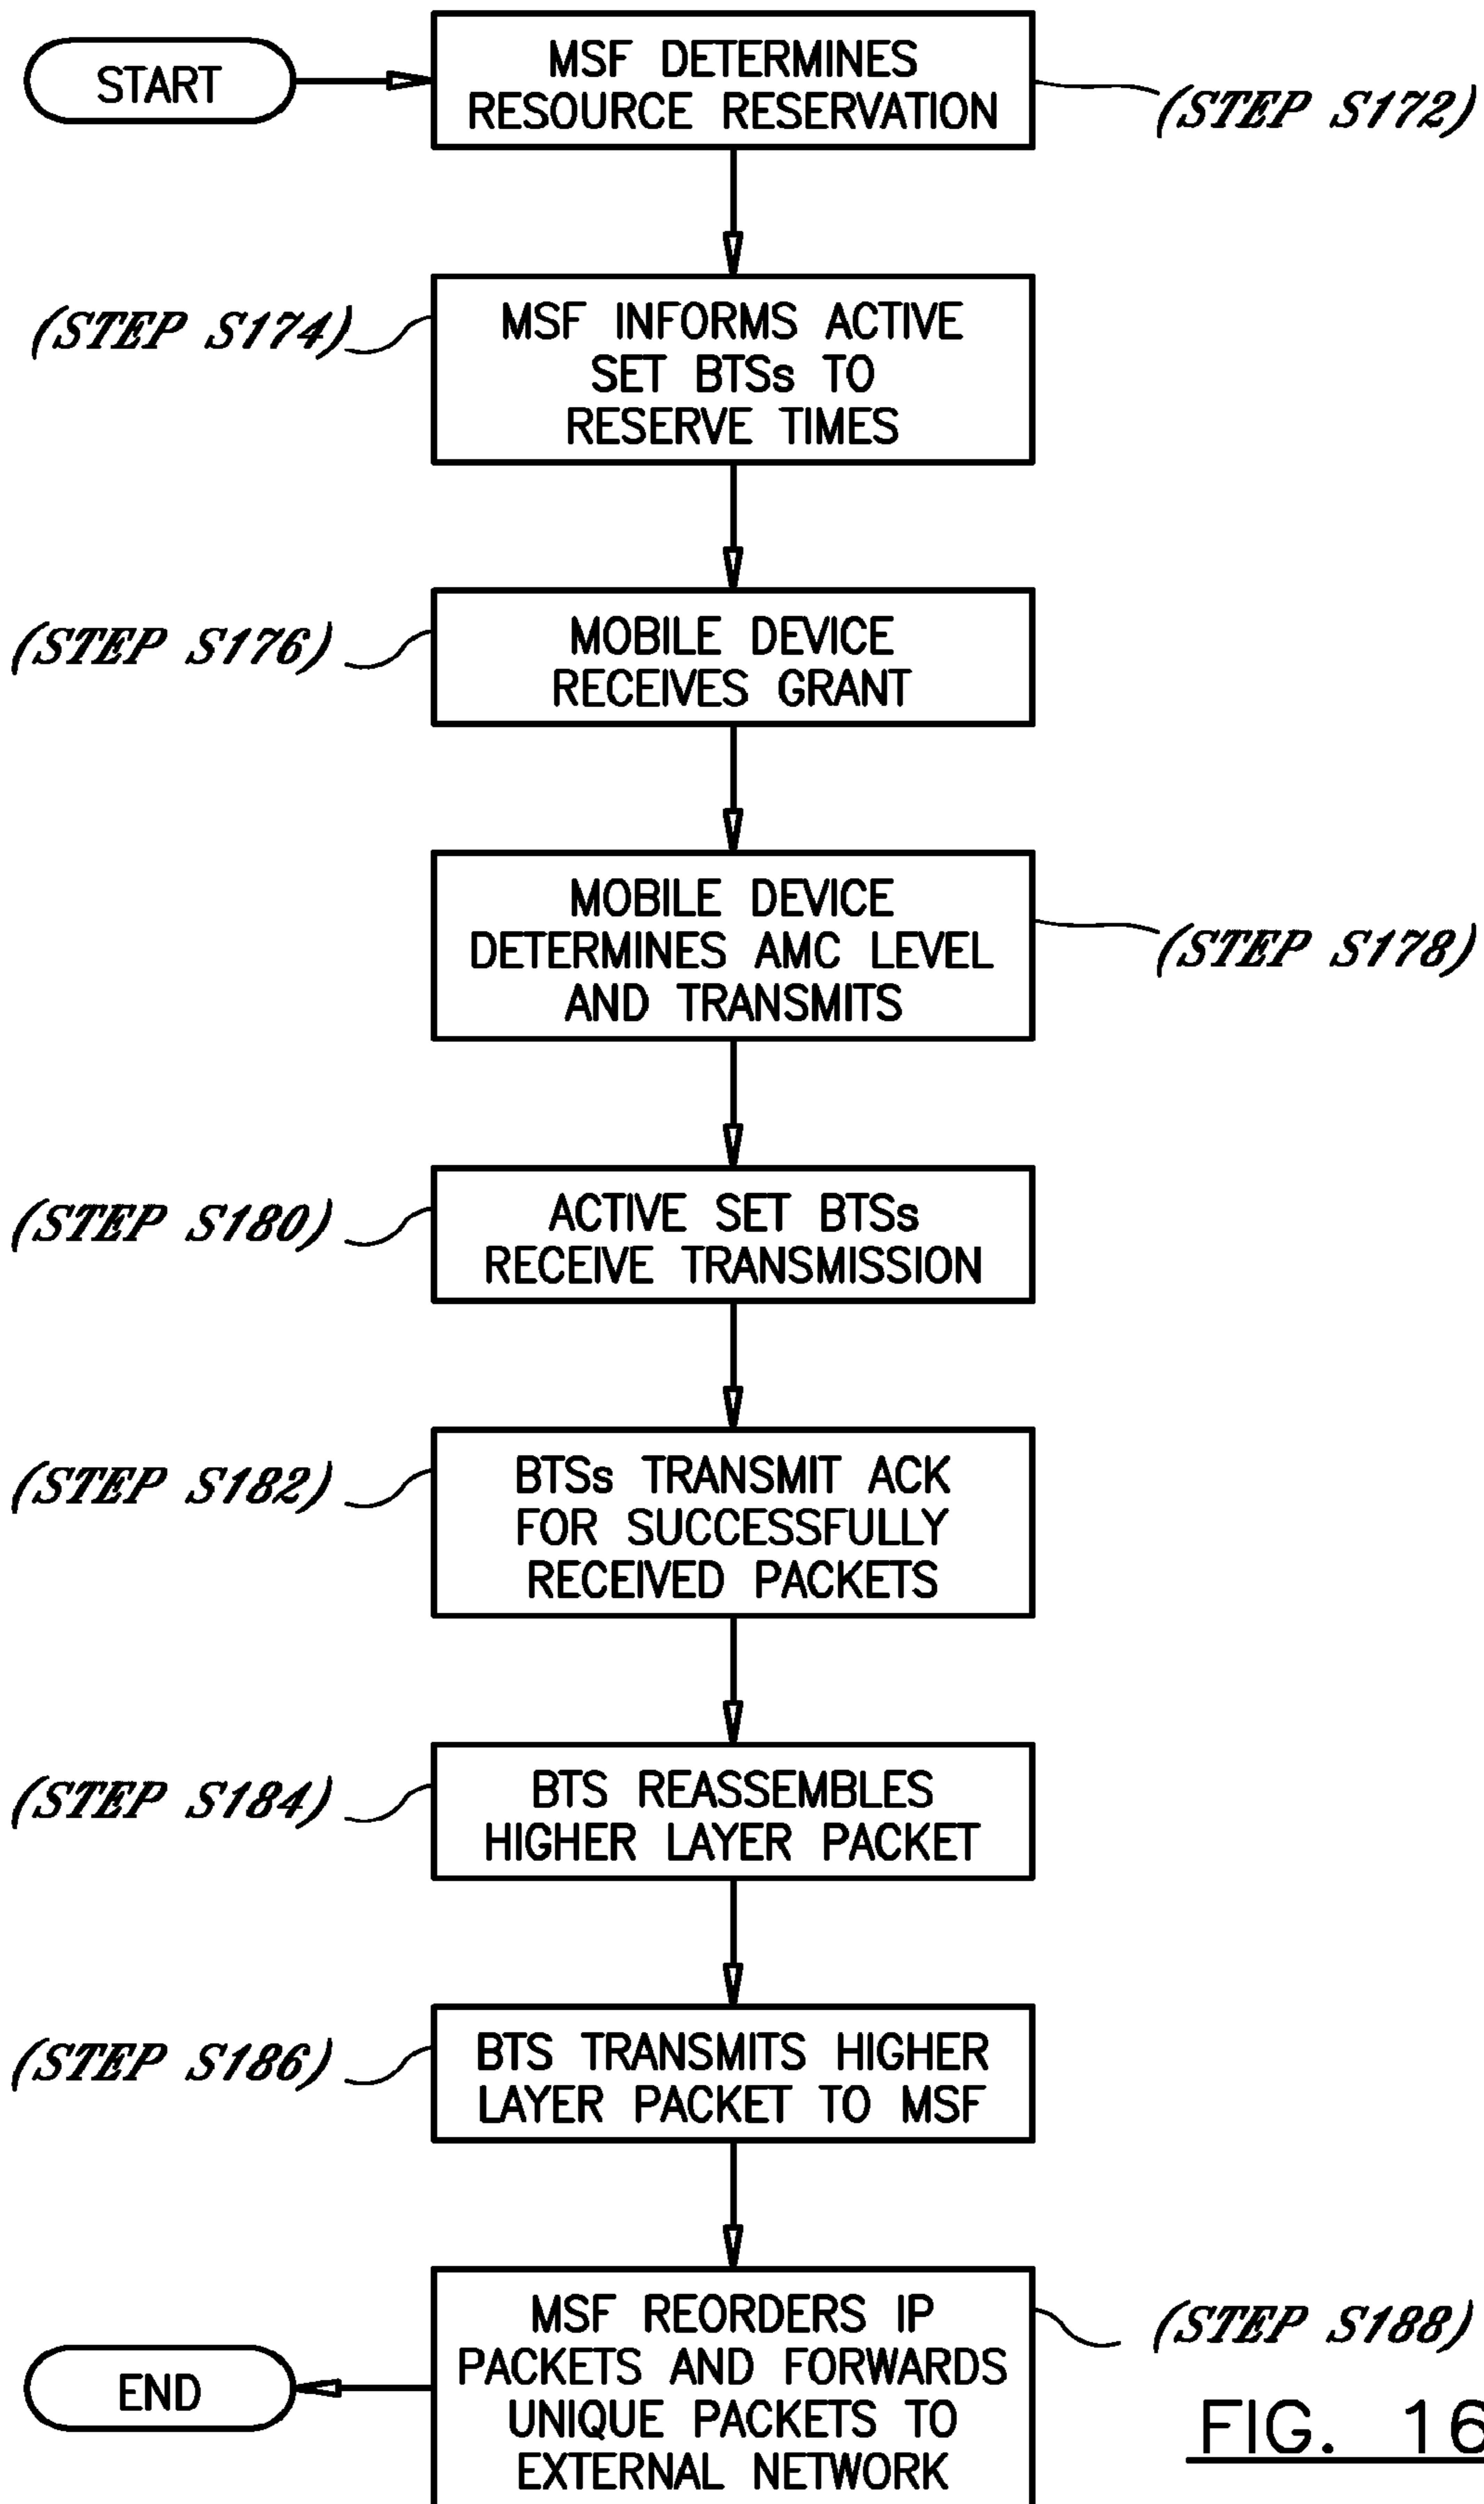 START
MSF DETERMINES
RESOURCE RESERVATION
(STEP S172)
(STEP S174)
MSF INFORMS ACTIVE
SET BTSs TO
RESERVE TIMES
(STEP S176)
MOBILE DEVICE
RECEIVES GRANT
MOBILE DEVICE
DETERMINES AMC LEVEL
AND TRANSMITS
(STEP S178)
(STEP S180)
ACTIVE SET BTSs
RECEIVE TRANSMISSION
(STEP S182)
BTSs TRANSMIT ACK
FOR SUCCESSFULLY
RECEIVED PACKETS
(STEP S184)
BTS REASSEMBLES
HIGHER LAYER PACKET
(STEP S186)
BTS TRANSMITS HIGHER
LAYER PACKET TO MSF
MSF REORDERS IP
PACKETS AND FORWARDS
UNIQUE PACKETS TO
EXTERNAL NETWORK
(STEP S188)
END
FIG. 16